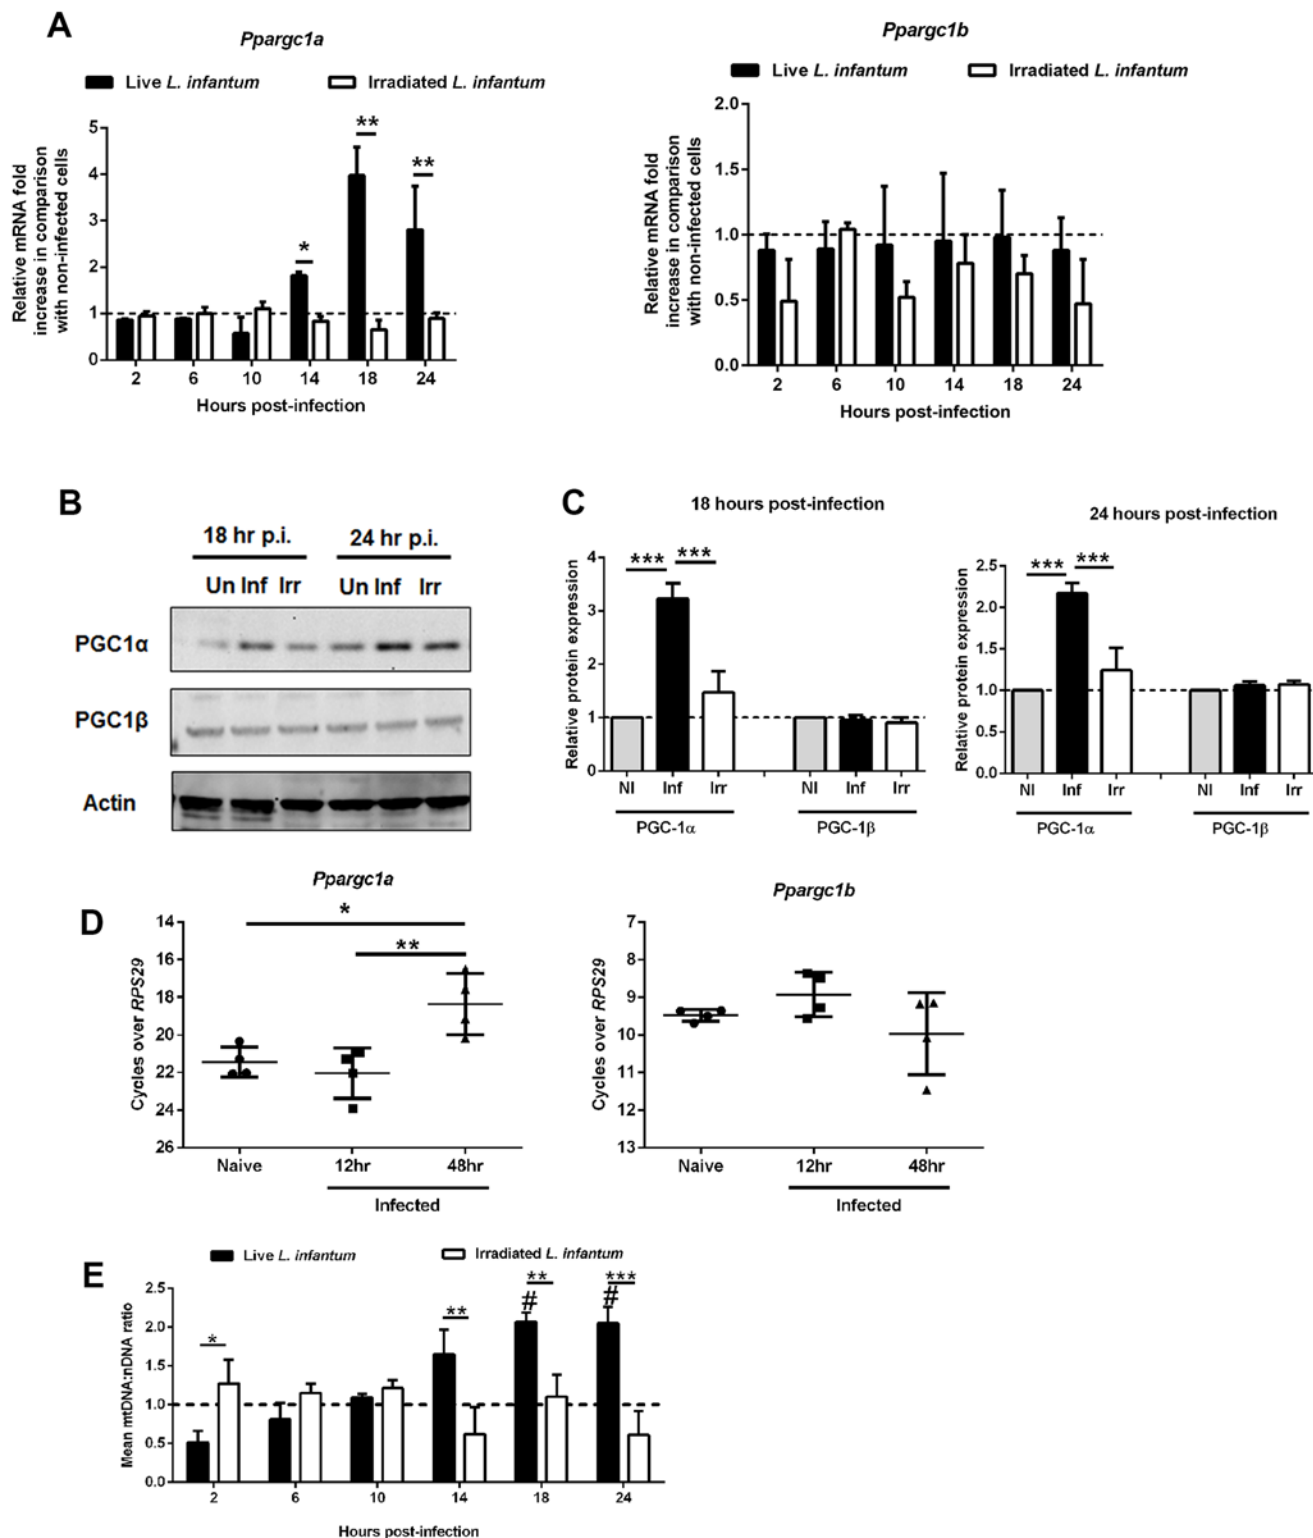 A
Ppargc1a
Live L. infantum
Irradiated L. infantum
Relative mRNA fold
increase in comparison
with non-infected cells
5
4
3
2
1
0
*
**
**
2 6 10 14 18 24
Hours post-infection
Ppargc1b
Live L. infantum
Irradiated L. infantum
Relative mRNA fold
increase in comparison
with non-infected cells
2.0
1.5
1.0
0.5
0.0
2 6 10 14 18 24
Hours post-infection
B
18 hr p.i. 24 hr p.i.
Un Inf Irr Un Inf Irr
PGC1α
PGC1β
Actin
C
18 hours post-infection
Relative protein expression
4
3
2
1
0
*** ***
NI Inf Irr NI Inf Irr
PGC-1α PGC-1β
24 hours post-infection
Relative protein expression
2.5
2.0
1.5
1.0
0.5
0.0
*** ***
NI Inf Irr NI Inf Irr
PGC-1α PGC-1β
D
Ppargc1a
Cycles over RPS29
14
16
18
20
22
24
26
*
**
Naive 12hr 48hr
Infected
Ppargc1b
Cycles over RPS29
7
8
9
10
11
12
13
Naive 12hr 48hr
Infected
E
Live L. infantum
Irradiated L. infantum
Mean mtDNA:nDNA ratio
2.5
2.0
1.5
1.0
0.5
0.0
*
**
**
#
***
#
2 6 10 14 18 24
Hours post-infection